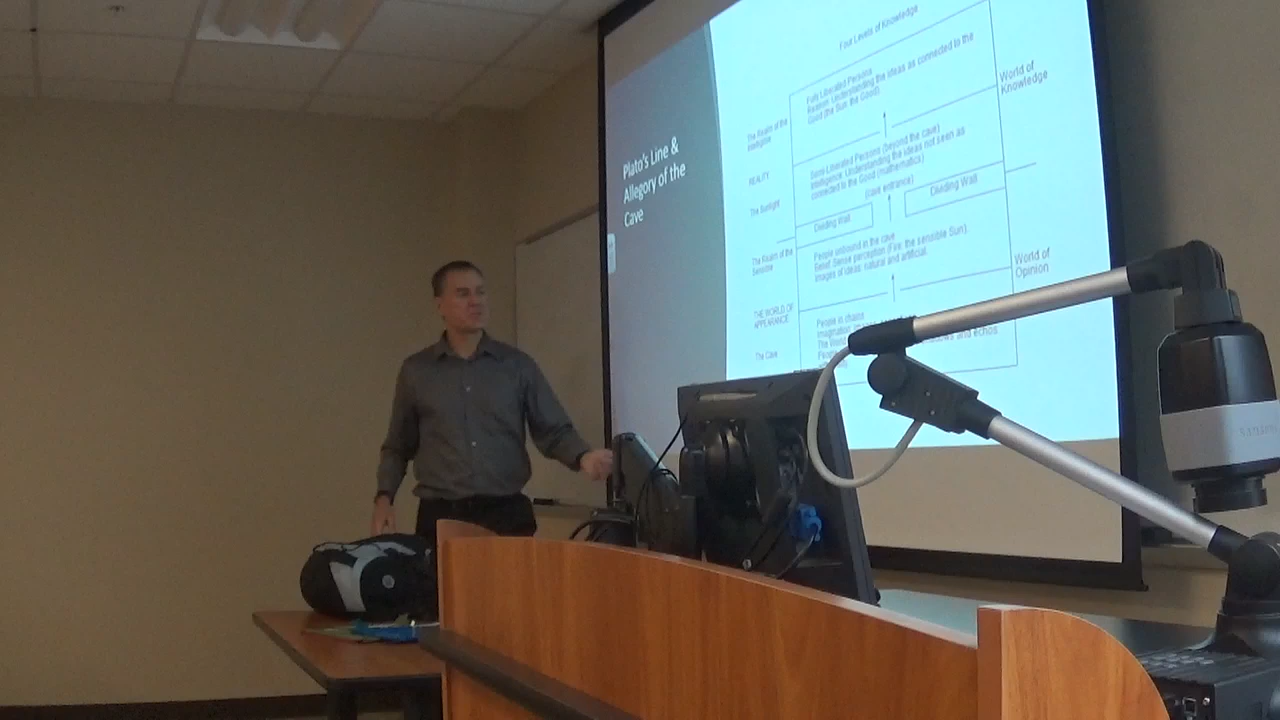 Plato's Line &
Allegory of the
Cave
Four Levels of Knowledge
The Realm of the
Intelligible
Fully Liberated Persons
Reason: Understanding the ideas as connected to the
Good (the Sun: the Good)
World of
Knowledge
REALITY
The Sunlight
Semi-Liberated Persons (beyond the cave)
Intelligence: Understanding the ideas not seen as
connected to the Good (mathematics)
(cave entrance)
Dividing Wall
Dividing Wall
The Realm of the
Sensible
People unbound in the cave
Belief: Sense perception (Fire: the sensible Sun).
Images of ideas: natural and artificial.
World of
Opinion
THE WORLD OF
APPEARANCE
The Cave
People in chains
Imagination
The World
and echos
People